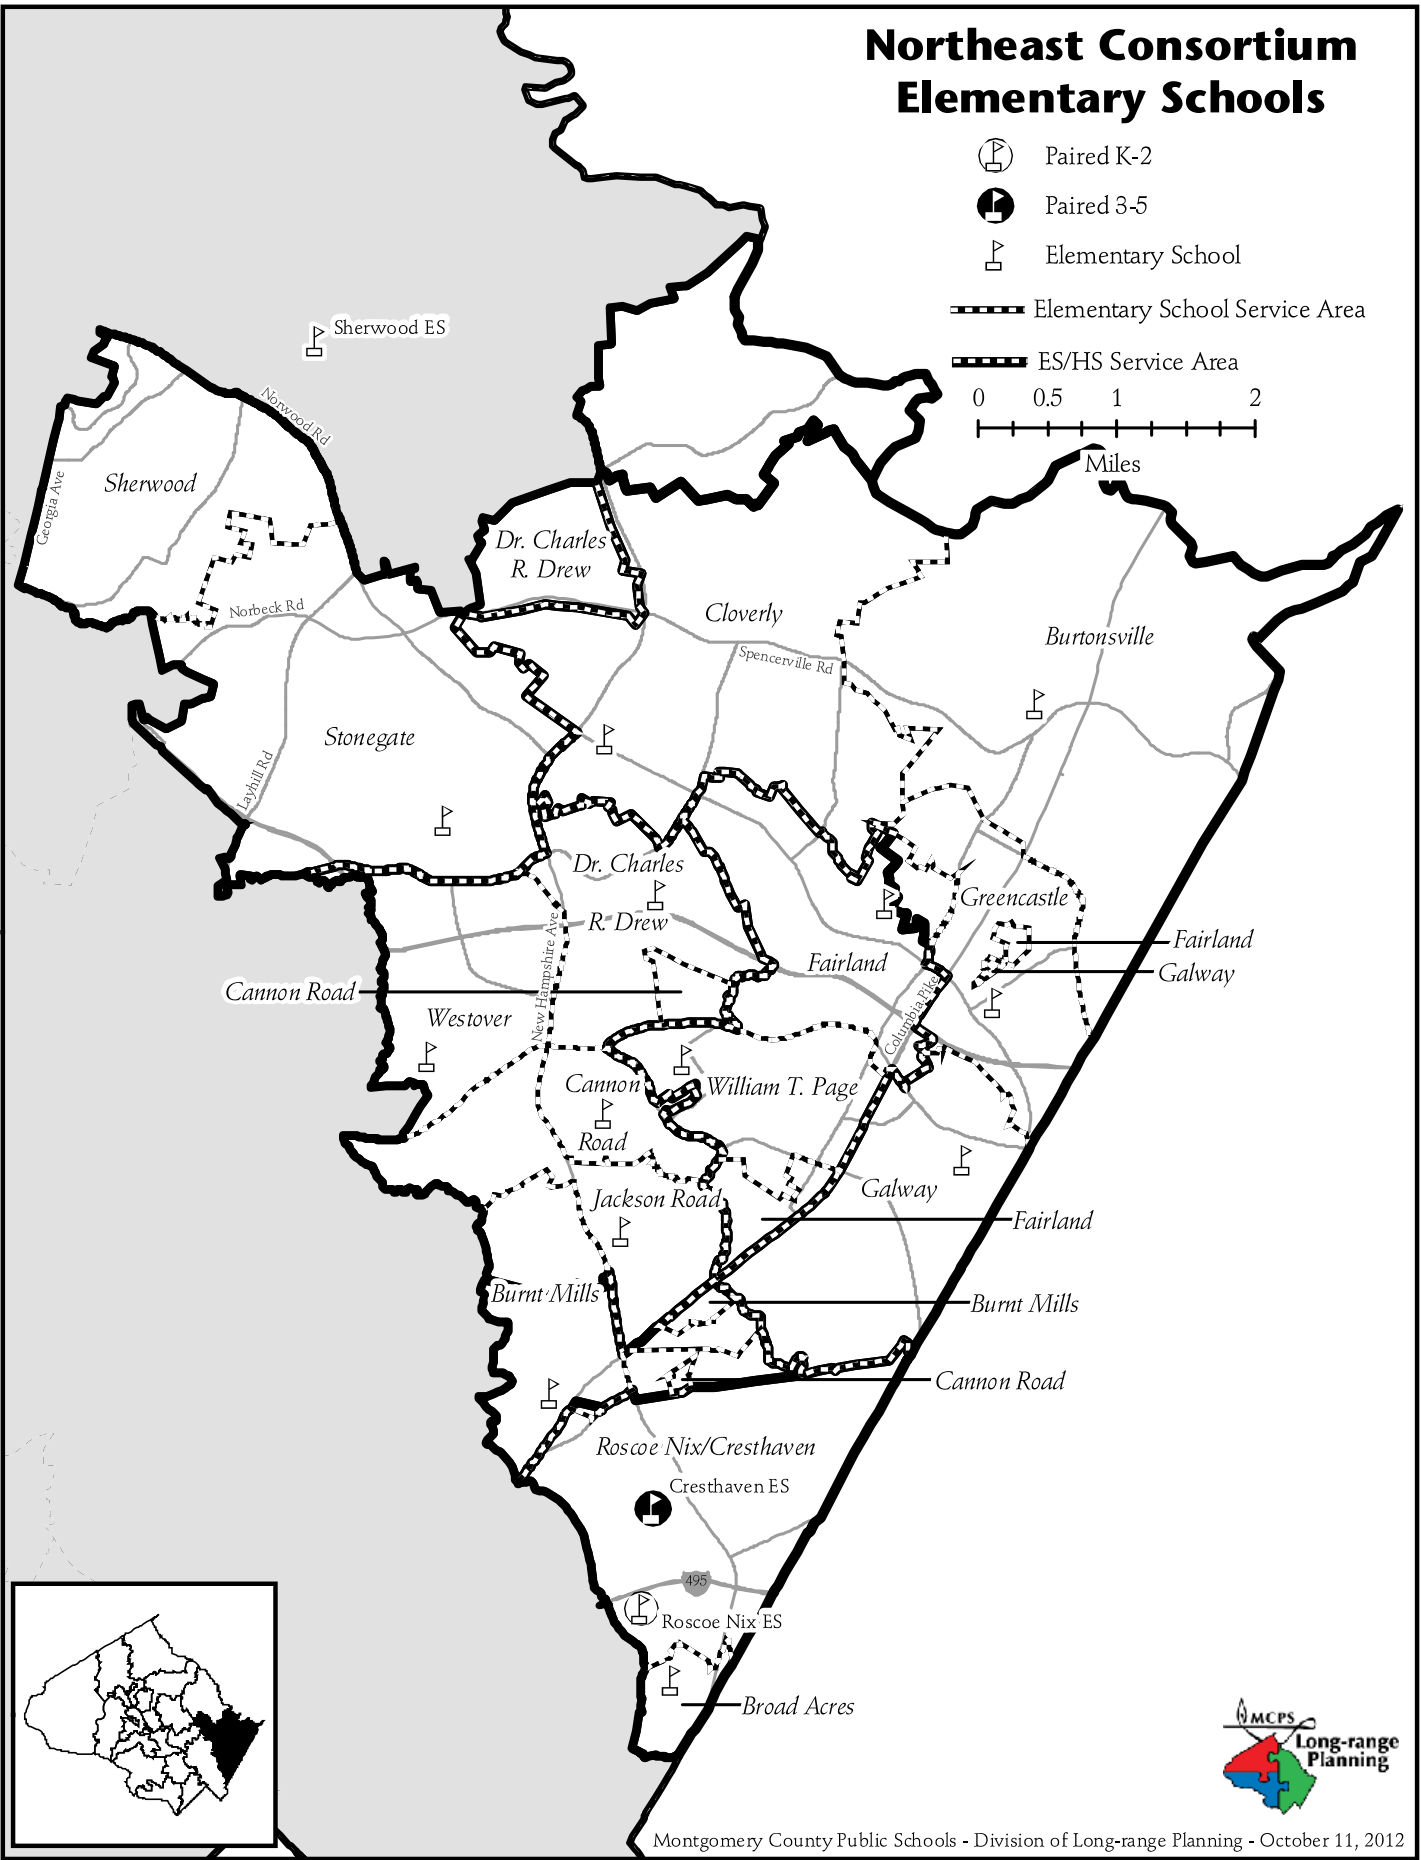 Northeast Consortium
Elementary Schools
Paired K-2
Paired 3-5
Elementary School
Elementary School Service Area
ES/HS Service Area
0 0.5 1 2
Miles
Sherwood ES
Norwood Rd
Sherwood
Georgia Ave
Dr. Charles
R. Drew
Norbeck Rd
Cloverly
Burtonsville
Spencerville Rd
Stonegate
Layhill Rd
Dr. Charles
R. Drew
Greencastle
Fairland
Fairland
Galway
Cannon Road
New Hampshire Ave
Westover
Columbia Pike
Cannon
Road
William T. Page
Jackson Road
Galway
Fairland
Burnt Mills
Burnt Mills
Cannon Road
Roscoe Nix/Cresthaven
Cresthaven ES
495
Roscoe Nix ES
Broad Acres
MCPS
Long-range
Planning
Montgomery County Public Schools - Division of Long-range Planning - October 11, 2012